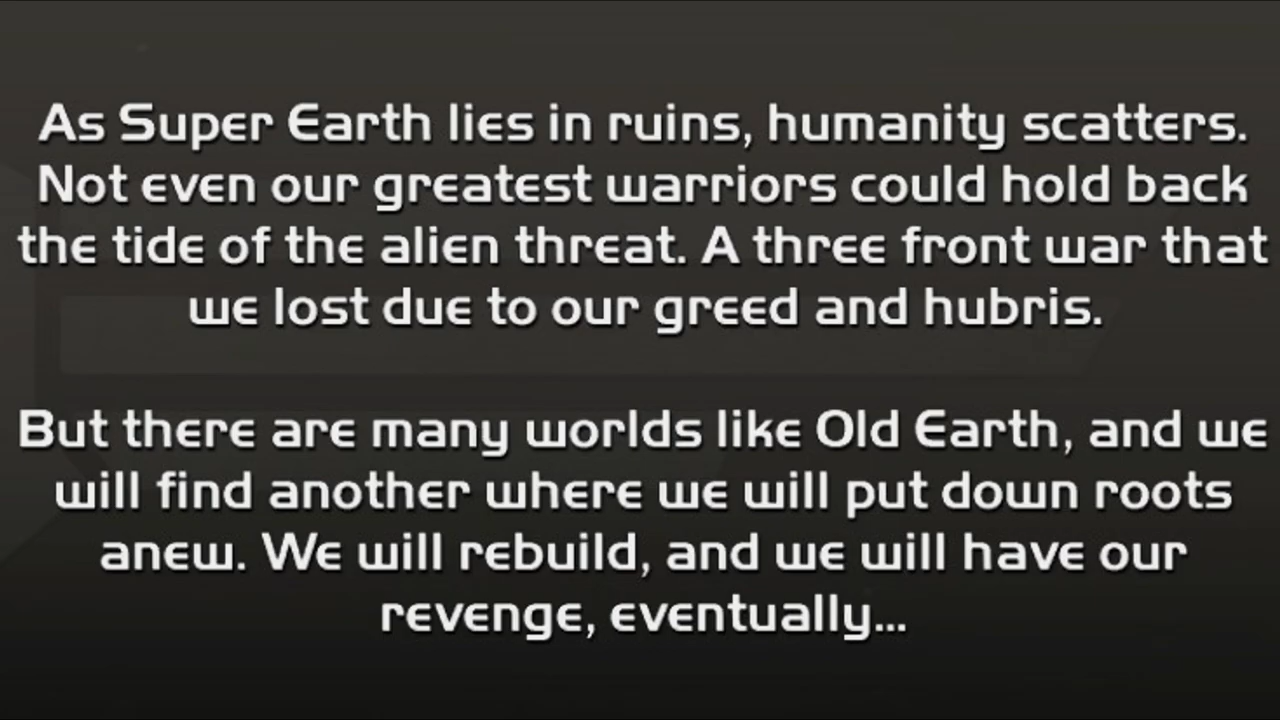 As Super Earth lies in ruins, humanity scatters.
Not even our greatest warriors could hold back
the tide of the alien threat. A three front war that
we lost due to our greed and hubris.
But there are many worlds like Old Earth, and we
will find another where we will put down roots
anew. We will rebuild, and we will have our
revenge, eventually...